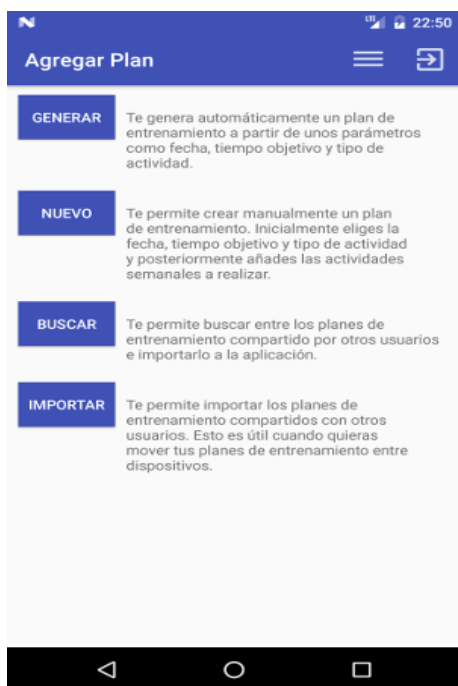 LTE 22:50
Agregar Plan
GENERAR
Te genera automáticamente un plan de
entrenamiento a partir de unos parámetros
como fecha, tiempo objetivo y tipo de
actividad.
NUEVO
Te permite crear manualmente un plan
de entrenamiento. Inicialmente eliges la
fecha, tiempo objetivo y tipo de actividad
y posteriormente añades las actividades
semanales a realizar.
BUSCAR
Te permite buscar entre los planes de
entrenamiento compartido por otros usuarios
e importarlo a la aplicación.
IMPORTAR
Te permite importar los planes de
entrenamiento compartidos con otros
usuarios. Esto es útil cuando quieras
mover tus planes de entrenamiento entre
dispositivos.